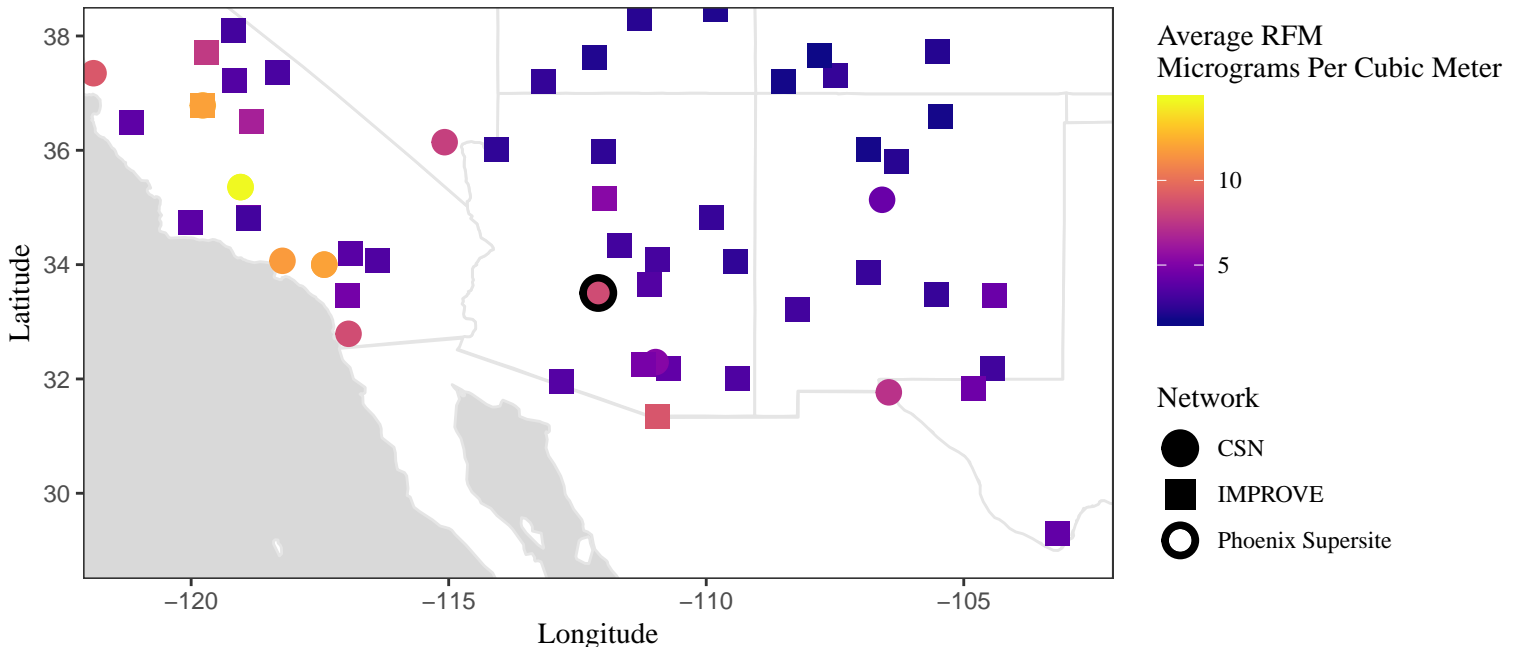 Average RFM
Micrograms Per Cubic Meter
10
5
Network
CSN
IMPROVE
Phoenix Supersite
Latitude
38
36
34
32
30
−120
−115
−110
−105
Longitude